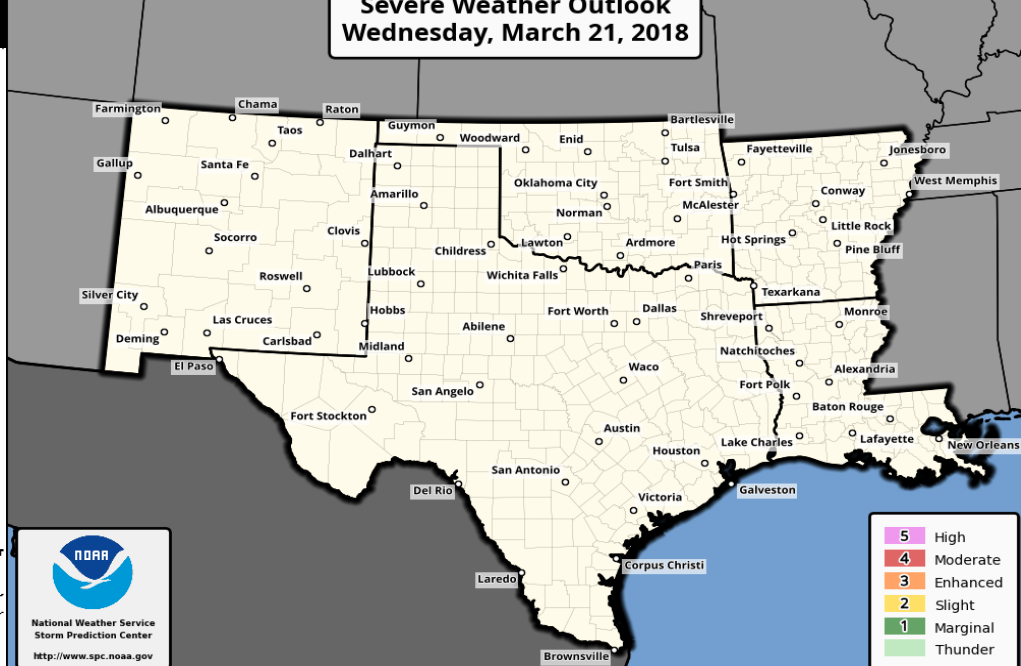 Severe Weather Outlook
Wednesday, March 21, 2018
Farmington
Chama
Raton
Taos
Guymon
Woodward
Enid
Bartlesville
Tulsa
Fayetteville
Jonesboro
Gallup
Santa Fe
Dalhart
Amarillo
Oklahoma City
Fort Smith
Conway
West Memphis
Albuquerque
Norman
McAlester
Little Rock
Socorro
Clovis
Childress
Lawton
Ardmore
Hot Springs
Pine Bluff
Roswell
Lubbock
Wichita Falls
Paris
Texarkana
Silver City
Hobbs
Fort Worth
Dallas
Shreveport
Monroe
Las Cruces
Deming
Carlsbad
Midland
Abilene
Natchitoches
El Paso
San Angelo
Waco
Fort Polk
Alexandria
Fort Stockton
Austin
Baton Rouge
Houston
Lake Charles
Lafayette
New Orleans
Del Rio
San Antonio
Victoria
Galveston
Laredo
Corpus Christi
Brownsville
NOAA
National Weather Service
Storm Prediction Center
http://www.spc.noaa.gov
5 High
4 Moderate
3 Enhanced
2 Slight
1 Marginal
Thunder